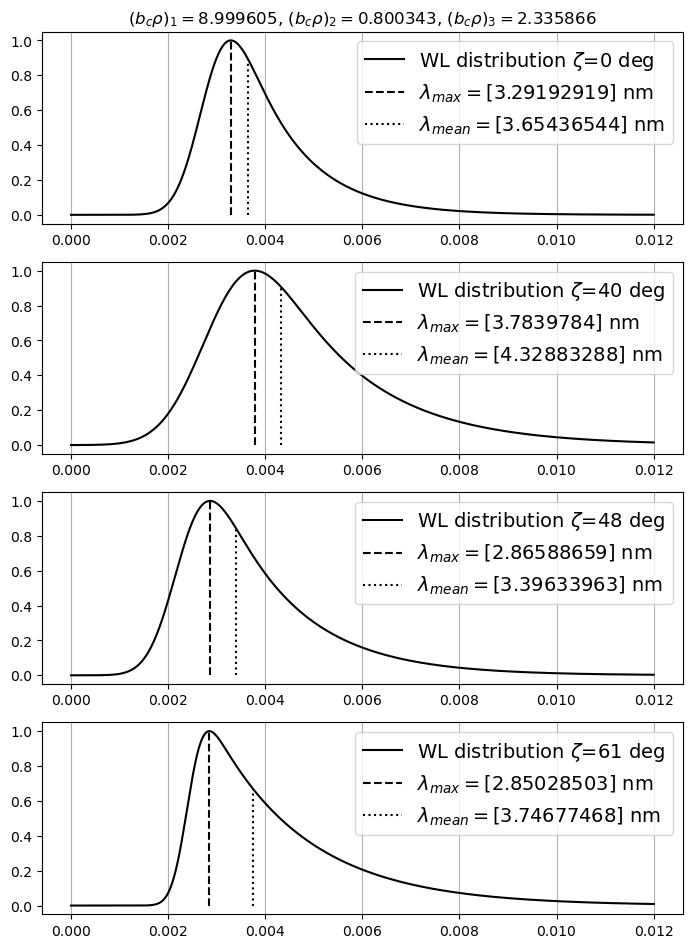 (b_cρ)_1 = 8.999605, (b_cρ)_2 = 0.800343, (b_cρ)_3 = 2.335866
1.0
0.8
0.6
0.4
0.2
0.0
WL distribution ζ=0 deg
λ_max = [3.29192919] nm
λ_mean = [3.65436544] nm
0.000 0.002 0.004 0.006 0.008 0.010 0.012
1.0
0.8
0.6
0.4
0.2
0.0
WL distribution ζ=40 deg
λ_max = [3.7839784] nm
λ_mean = [4.32883288] nm
0.000 0.002 0.004 0.006 0.008 0.010 0.012
1.0
0.8
0.6
0.4
0.2
0.0
WL distribution ζ=48 deg
λ_max = [2.86588659] nm
λ_mean = [3.39633963] nm
0.000 0.002 0.004 0.006 0.008 0.010 0.012
1.0
0.8
0.6
0.4
0.2
0.0
WL distribution ζ=61 deg
λ_max = [2.85028503] nm
λ_mean = [3.74677468] nm
0.000 0.002 0.004 0.006 0.008 0.010 0.012